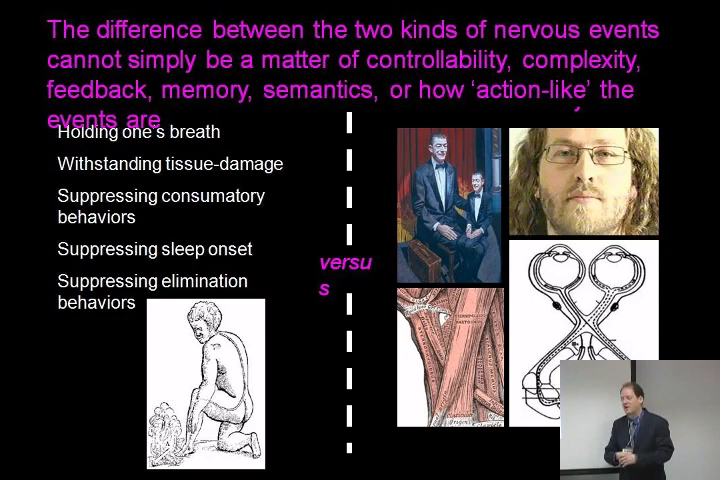 The difference between the two kinds of nervous events
cannot simply be a matter of controllability, complexity,
feedback, memory, semantics, or how ‘action-like’ the
events are
Holding one’s breath
Withstanding tissue-damage
Suppressing consumatory
behaviors
Suppressing sleep onset
Suppressing elimination
behaviors
versu
s